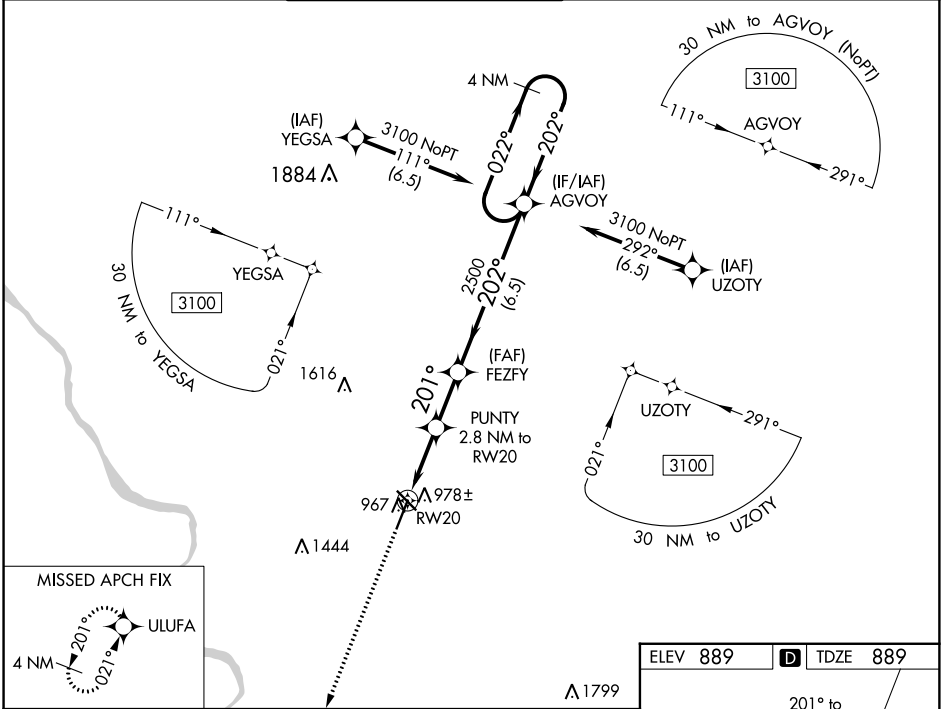 30 NM to AGVOY (NoPT)
3100
111°
AGVOY
291°
4 NM
022°
202°
(IAF)
YEGSA
3100 NoPT
111°
(6.5)
1884
(IF/IAF)
AGVOY
3100 NoPT
292°
(6.5)
(IAF)
UZOTY
111°
YEGSA
3100
021°
30 NM to YEGSA
2500
202°
(6.5)
1616
(FAF)
FEZFY
201°
PUNTY
2.8 NM to
RW20
UZOTY
291°
021°
3100
30 NM to UZOTY
967
978±
RW20
1444
MISSED APCH FIX
ULUFA
201°
021°
4 NM
1799
ELEV 889
D
TDZE 889
201° to